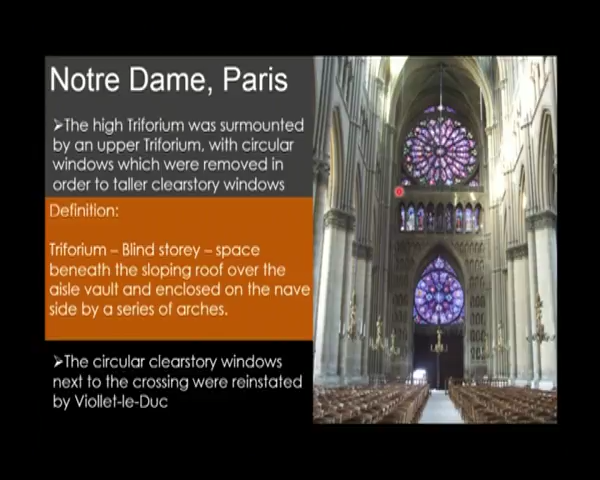 Notre Dame, Paris
➢The high Triforium was surmounted
by an upper Triforium, with circular
windows which were removed in
order to taller clearstory windows
Definition:
Triforium – Blind storey – space
beneath the sloping roof over the
aisle vault and enclosed on the nave
side by a series of arches.
➢The circular clearstory windows
next to the crossing were reinstated
by Viollet-le-Duc